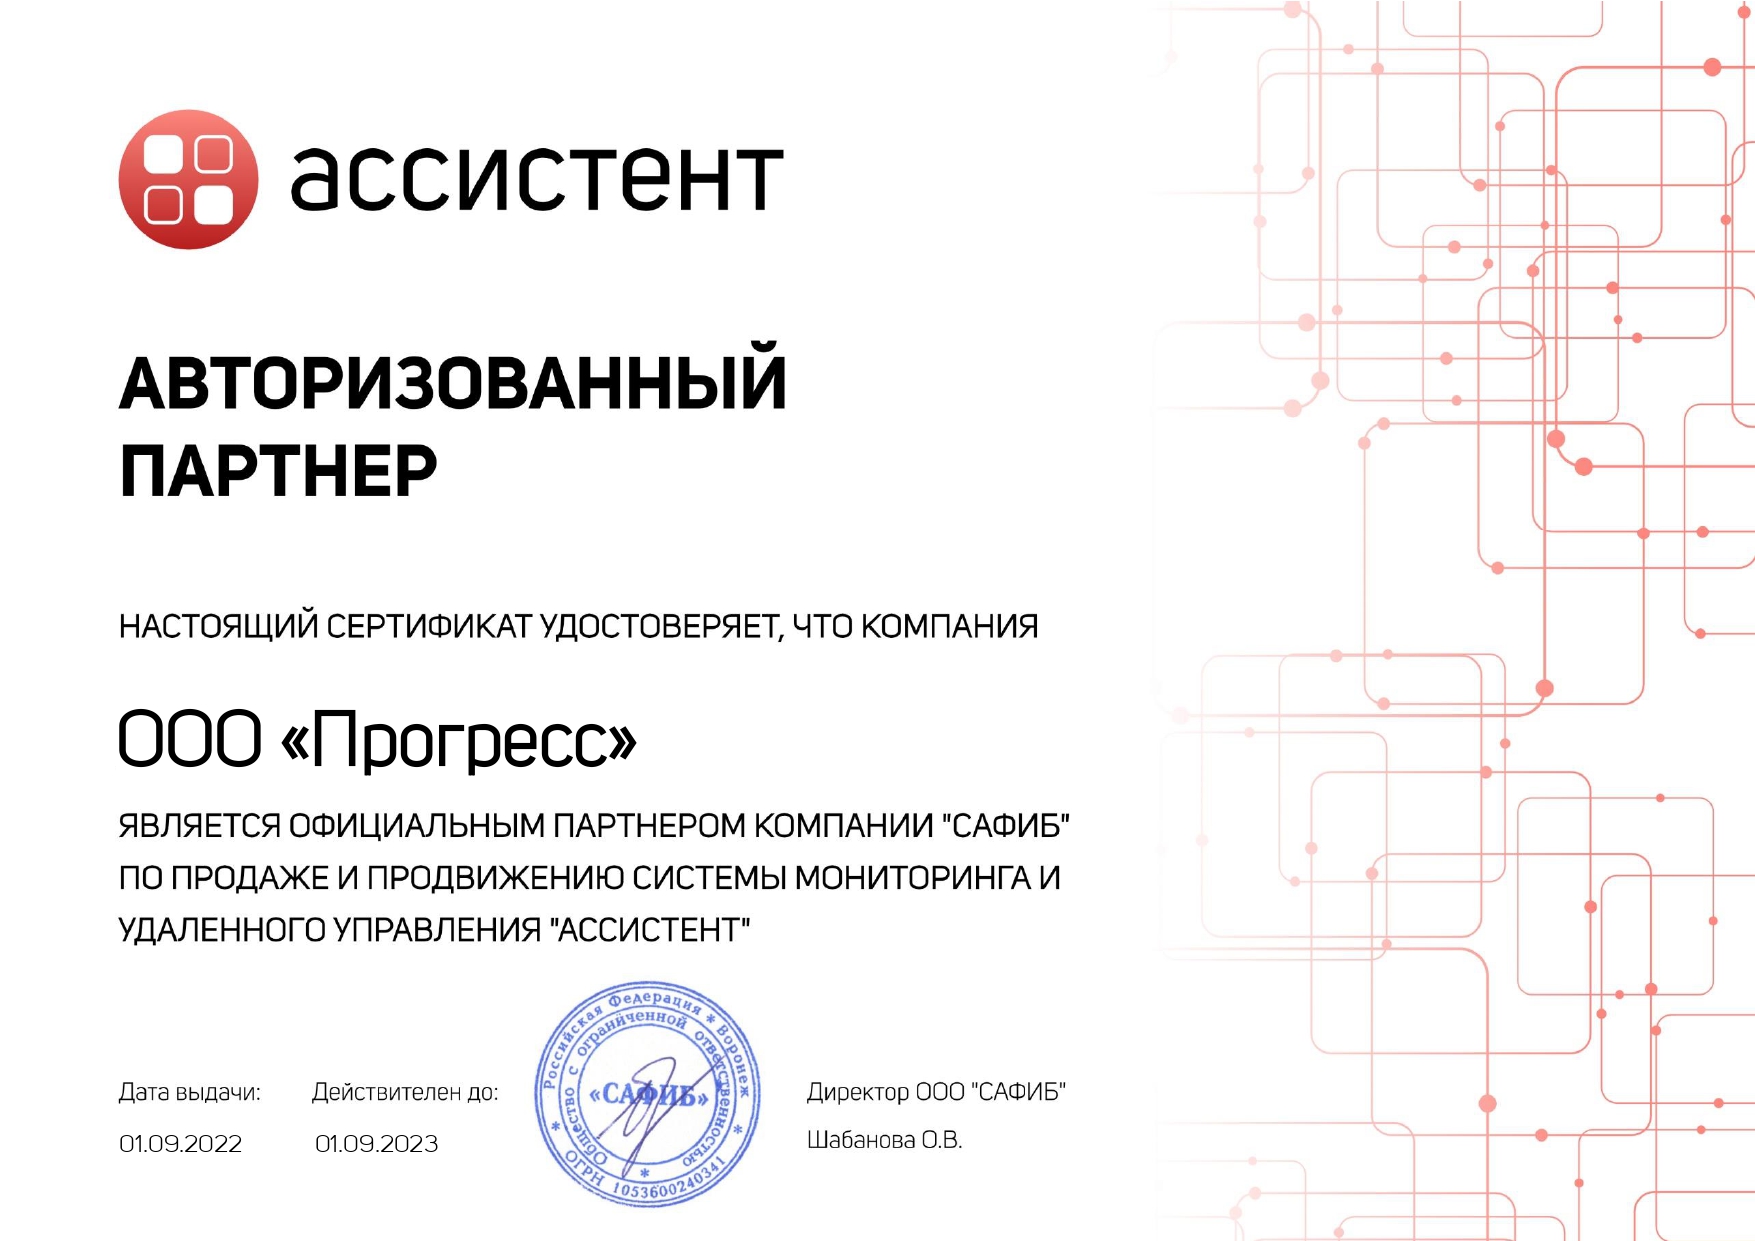 ассистент
АВТОРИЗОВАННЫЙ
ПАРТНЕР
НАСТОЯЩИЙ СЕРТИФИКАТ УДОСТОВЕРЯЕТ, ЧТО КОМПАНИЯ
ООО «Прогресс»
ЯВЛЯЕТСЯ ОФИЦИАЛЬНЫМ ПАРТНЕРОМ КОМПАНИИ "САФИБ"
ПО ПРОДАЖЕ И ПРОДВИЖЕНИЮ СИСТЕМЫ МОНИТОРИНГА И
УДАЛЕННОГО УПРАВЛЕНИЯ "АССИСТЕНТ"
Дата выдачи:
01.09.2022
Действителен до:
01.09.2023
Российская Федерация * Воронеж *
ОГРН 1053600240341 *
Общество с ограниченной ответственностью *
«САФИБ»
Директор ООО "САФИБ"
Шабанова О.В.